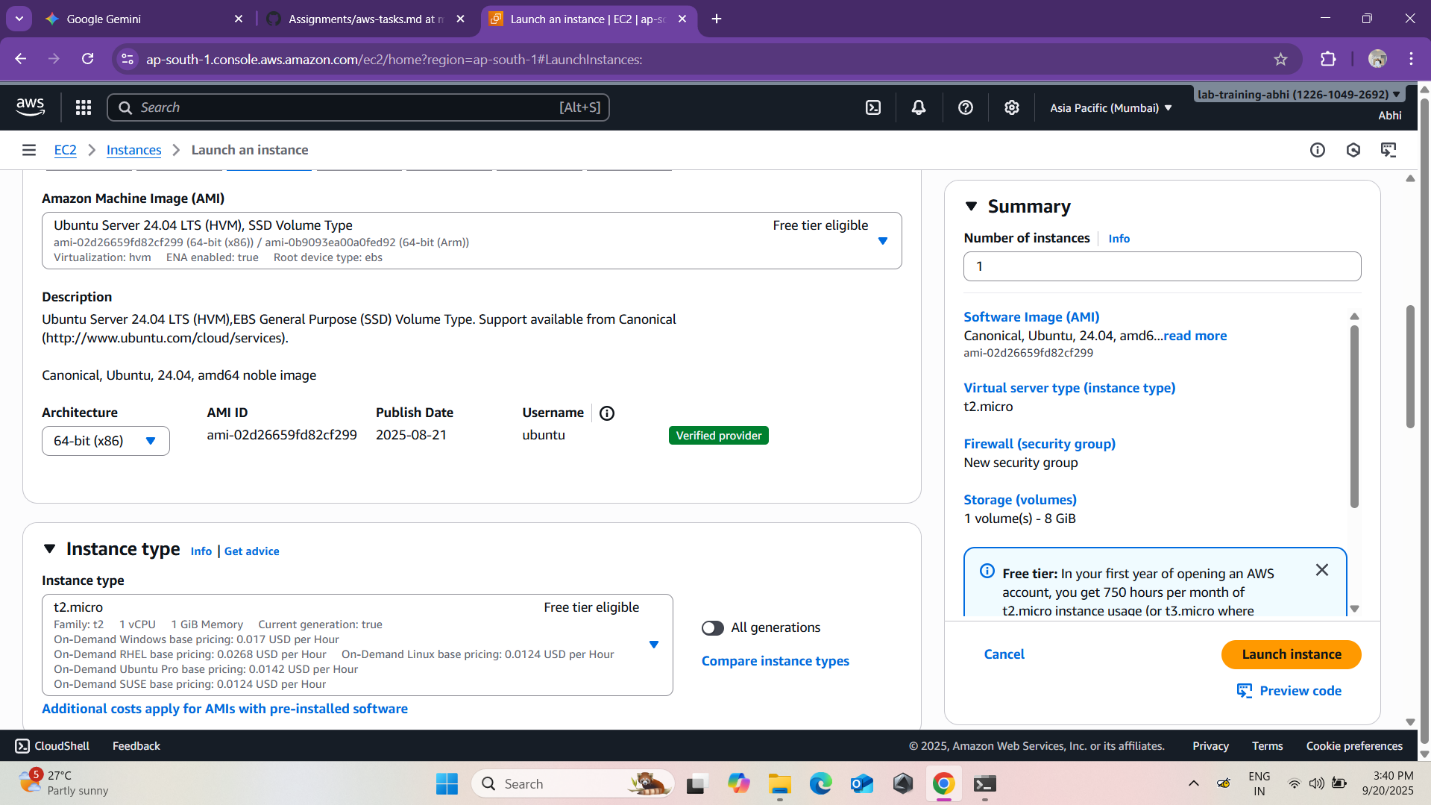 Google Gemini
Assignments/aws-tasks.md at m
Launch an instance | EC2 | ap-so
ap-south-1.console.aws.amazon.com/ec2/home?region=ap-south-1#LaunchInstances:
aws
Search [Alt+S]
Asia Pacific (Mumbai)
lab-training-abhi (1226-1049-2692)
Abhi
EC2 > Instances > Launch an instance
Amazon Machine Image (AMI)
Ubuntu Server 24.04 LTS (HVM), SSD Volume Type Free tier eligible
ami-02d26659fd82cf299 (64-bit (x86)) / ami-0b9093ea00a0fed92 (64-bit (Arm))
Virtualization: hvm ENA enabled: true Root device type: ebs
Description
Ubuntu Server 24.04 LTS (HVM),EBS General Purpose (SSD) Volume Type. Support available from Canonical
(http://www.ubuntu.com/cloud/services).
Canonical, Ubuntu, 24.04, amd64 noble image
Architecture AMI ID Publish Date Username
64-bit (x86) ami-02d26659fd82cf299 2025-08-21 ubuntu Verified provider
Instance type Info | Get advice
Instance type
t2.micro Free tier eligible
Family: t2 1 vCPU 1 GiB Memory Current generation: true
On-Demand Windows base pricing: 0.017 USD per Hour
On-Demand RHEL base pricing: 0.0268 USD per Hour On-Demand Linux base pricing: 0.0124 USD per Hour
On-Demand Ubuntu Pro base pricing: 0.0142 USD per Hour
On-Demand SUSE base pricing: 0.0124 USD per Hour
All generations
Compare instance types
Additional costs apply for AMIs with pre-installed software
Summary
Number of instances Info
1
Software Image (AMI)
Canonical, Ubuntu, 24.04, amd6...read more
ami-02d26659fd82cf299
Virtual server type (instance type)
t2.micro
Firewall (security group)
New security group
Storage (volumes)
1 volume(s) - 8 GiB
Free tier: In your first year of opening an AWS
account, you get 750 hours per month of
t2.micro instance usage (or t3.micro where
Cancel Launch instance
Preview code
CloudShell Feedback © 2025, Amazon Web Services, Inc. or its affiliates. Privacy Terms Cookie preferences
5
27°C
Partly sunny
Search
ENG
IN
3:40 PM
9/20/2025